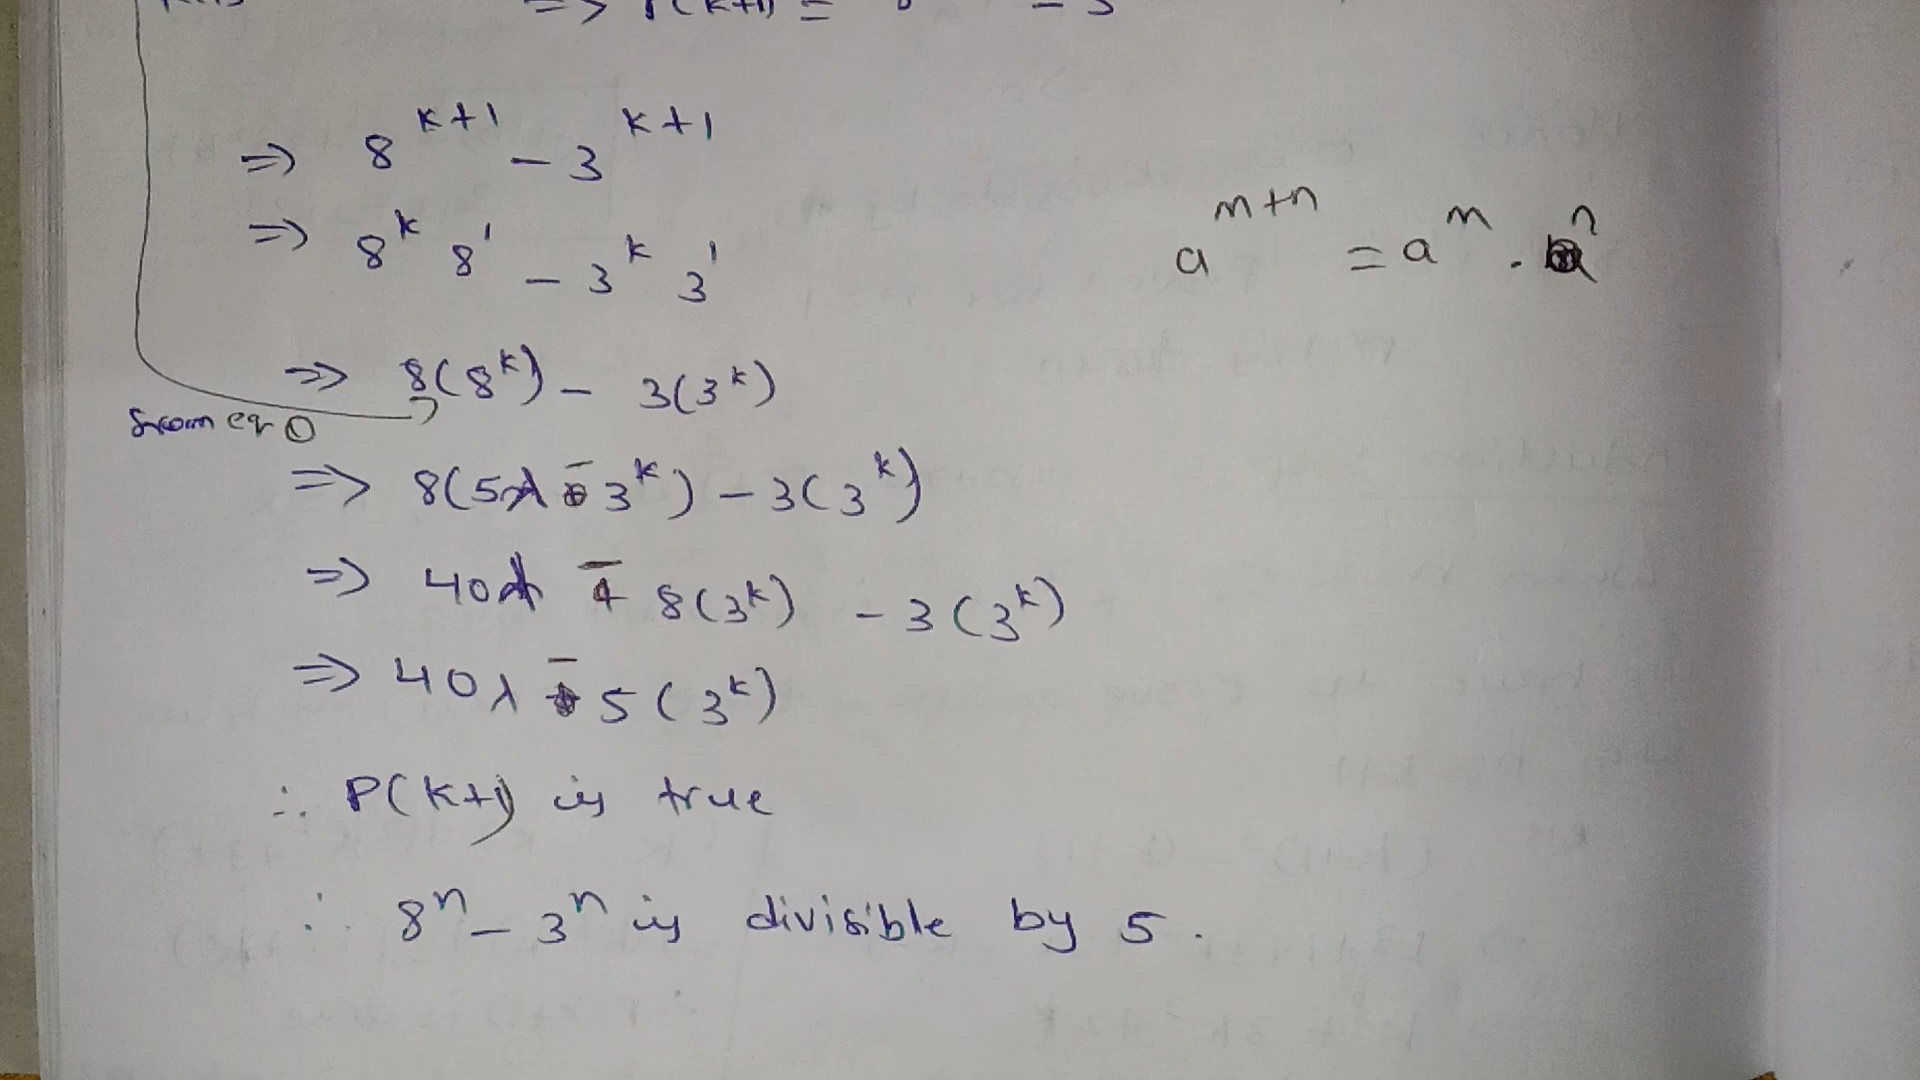 => P(k+1) =
=> 8^{k+1} - 3^{k+1}
=> 8^k 8^1 - 3^k 3^1
a^{m+n} = a^m . a^n
=> 8(8^k) - 3(3^k)
from eq ①
=> 8(5λ - 3^k) - 3(3^k)
=> 40λ - 8(3^k) - 3(3^k)
=> 40λ - 5(3^k)
∴ P(k+1) is true
∴ 8^n - 3^n is divisible by 5.